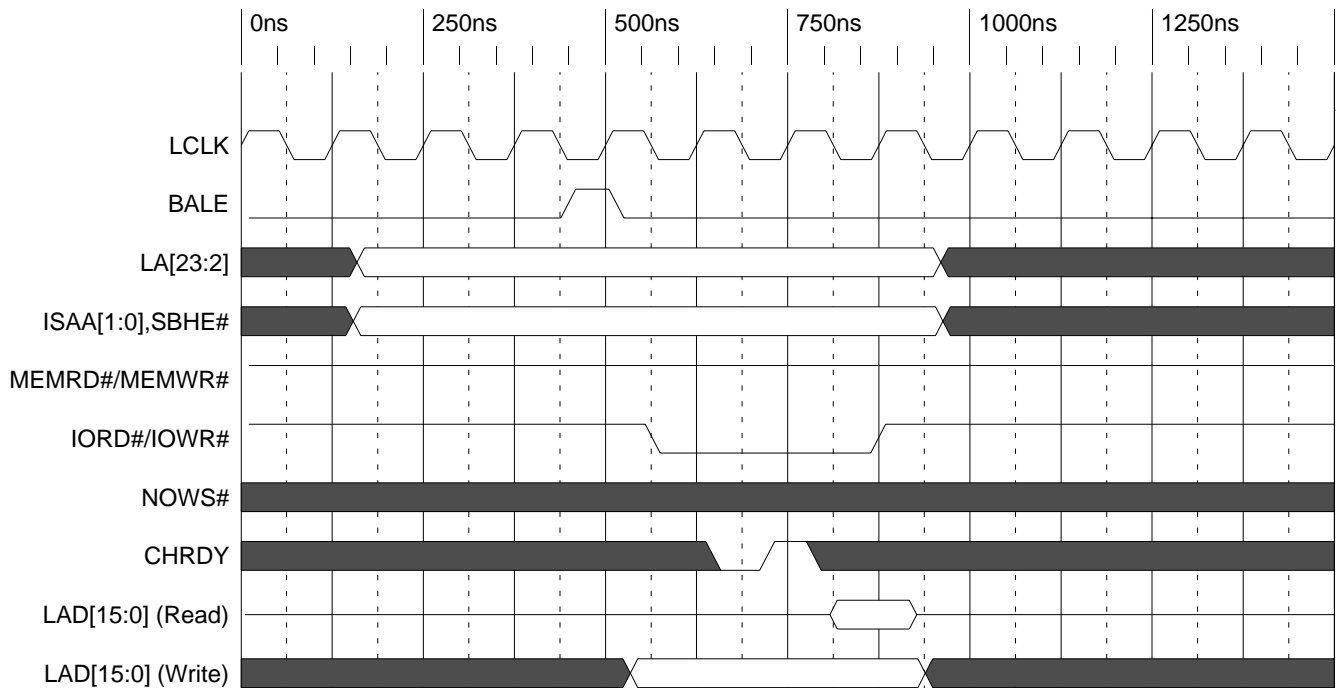 0ns 250ns 500ns 750ns 1000ns 1250ns
LCLK
BALE
LA[23:2]
ISAA[1:0],SBHE#
MEMRD#/MEMWR#
IORD#/IOWR#
NOWS#
CHRDY
LAD[15:0] (Read)
LAD[15:0] (Write)